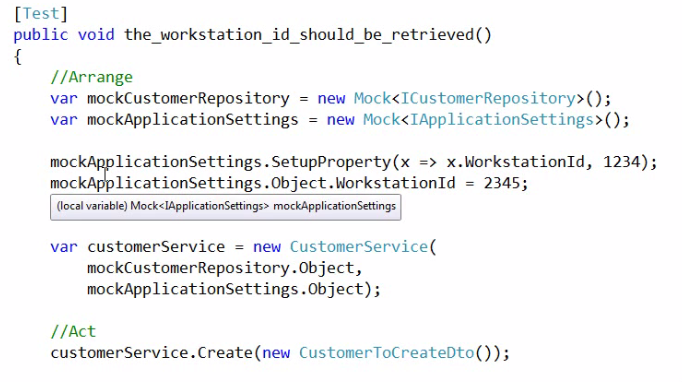 [Test]
public void the_workstation_id_should_be_retrieved()
{
//Arrange
var mockCustomerRepository = new Mock<ICustomerRepository>();
var mockApplicationSettings = new Mock<IApplicationSettings>();
mockApplicationSettings.SetupProperty(x => x.WorkstationId, 1234);
mockApplicationSettings.Object.WorkstationId = 2345;
(local variable) Mock<IApplicationSettings> mockApplicationSettings
var customerService = new CustomerService(
mockCustomerRepository.Object,
mockApplicationSettings.Object);
//Act
customerService.Create(new CustomerToCreateDto());